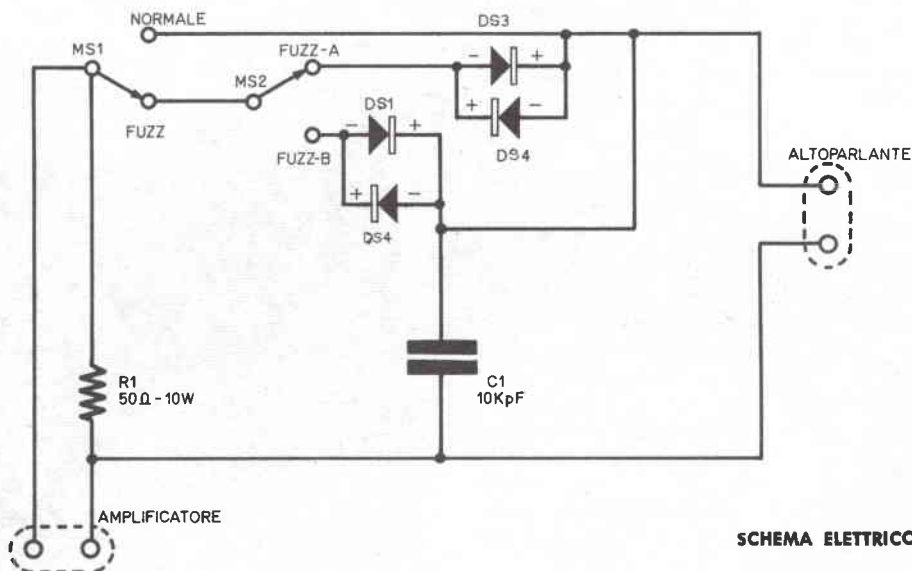 NORMALE
DS3
MS1
FUZZ-A
MS2
- +
DS1
FUZZ
- +
+ -
DS4
FUZZ-B
ALTOPARLANTE
+ -
DS4
R1
50Ω-10W
C1
10KpF
AMPLIFICATORE
SCHEMA ELETTRICO